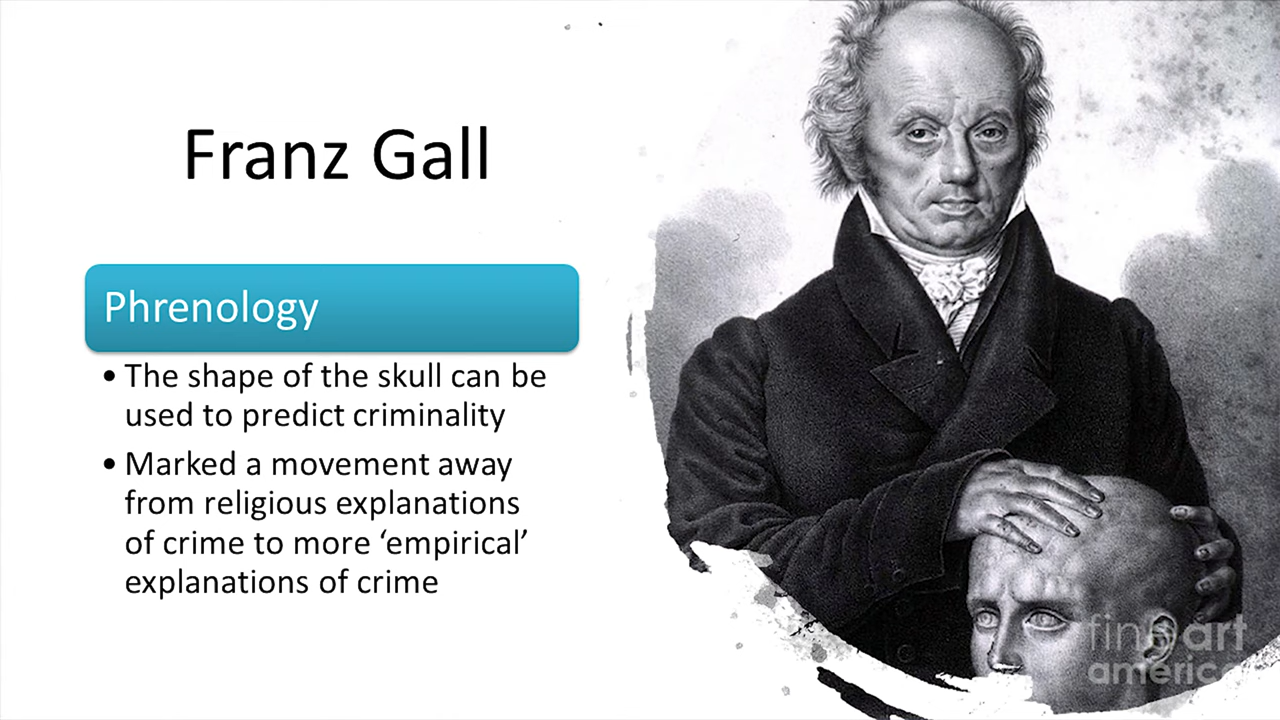 Franz Gall
Phrenology
• The shape of the skull can be
used to predict criminality
• Marked a movement away
from religious explanations
of crime to more ‘empirical’
explanations of crime
fine art
america